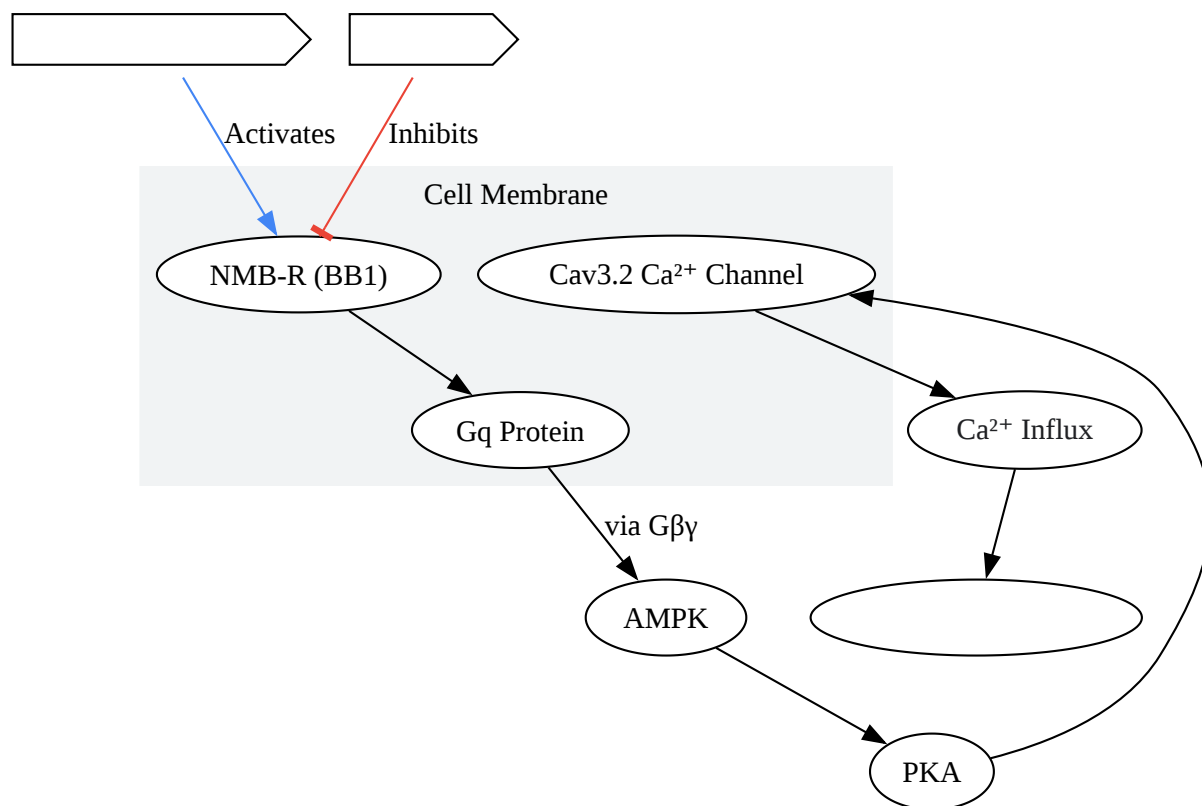 Activates
Inhibits
Cell Membrane
NMB-R (BB1)
Cav3.2 Ca²⁺ Channel
Gq Protein
Ca²⁺ Influx
via Gβγ
AMPK
PKA